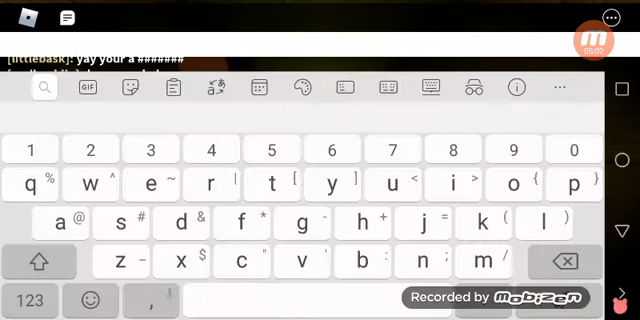 05:07
[littlebask]: yay your a #######
GIF
1 2 3 4 5 6 7 8 9 0
q % w ^ e ~ r | t [ y ] u < i > o { p }
a @ s # d & f * g - h + j = k ( l )
z - x $ c " v ' b : n ; m /
123 ,
Recorded by mobizen